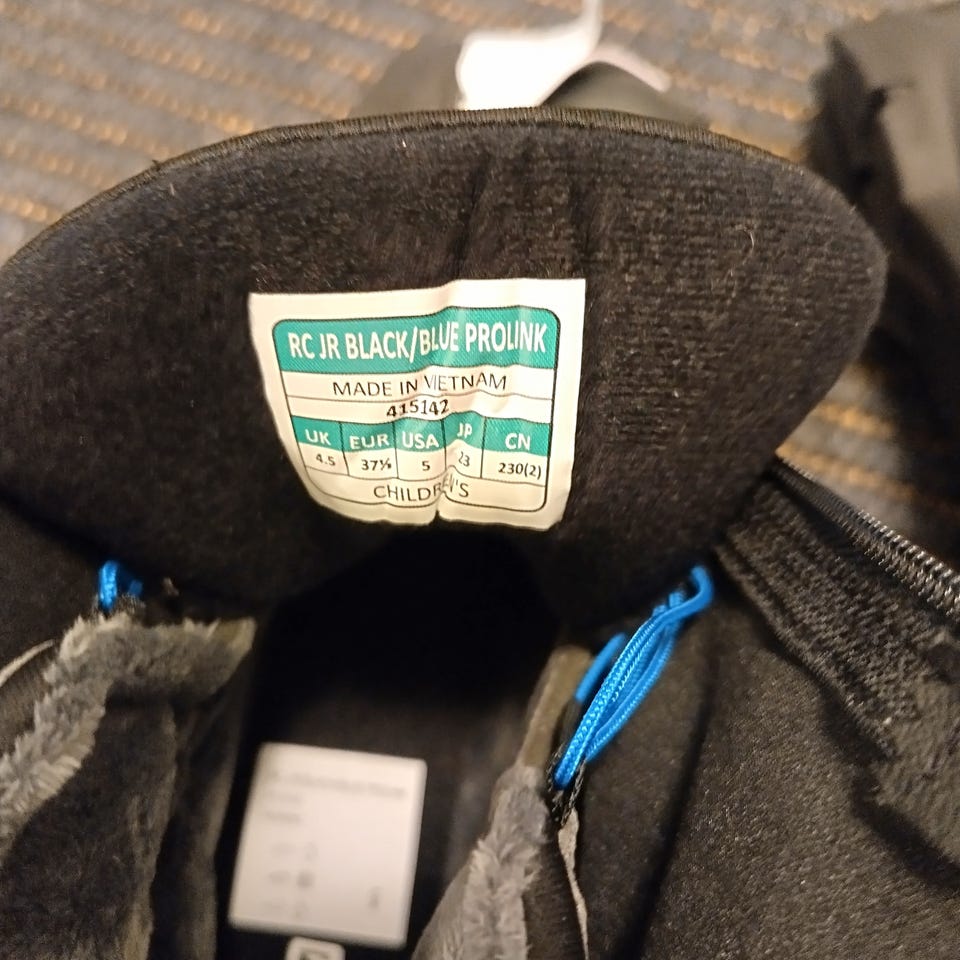 RC JR BLACK/BLUE PROLINK
MADE IN VIETNAM
415142
UK EUR USA JP CN
4.5 37⅓ 5 23 230(2)
CHILDREN'S